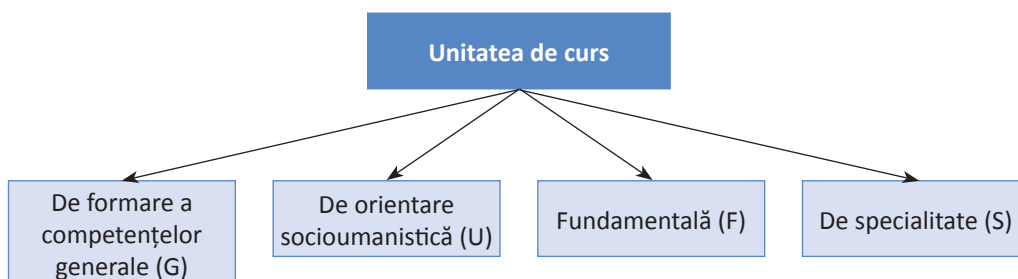 Unitatea de curs
De formare a
competențelor
generale (G)
De orientare
socioumanistică (U)
Fundamentală (F)
De specialitate (S)